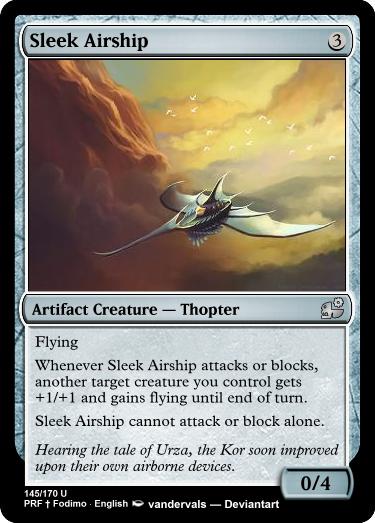 Sleek Airship
3
Artifact Creature — Thopter
Flying
Whenever Sleek Airship attacks or blocks,
another target creature you control gets
+1/+1 and gains flying until end of turn.
Sleek Airship cannot attack or block alone.
Hearing the tale of Urza, the Kor soon improved
upon their own airborne devices.
0/4
145/170 U
PRF † Fodimo · English vandervals — Deviantart